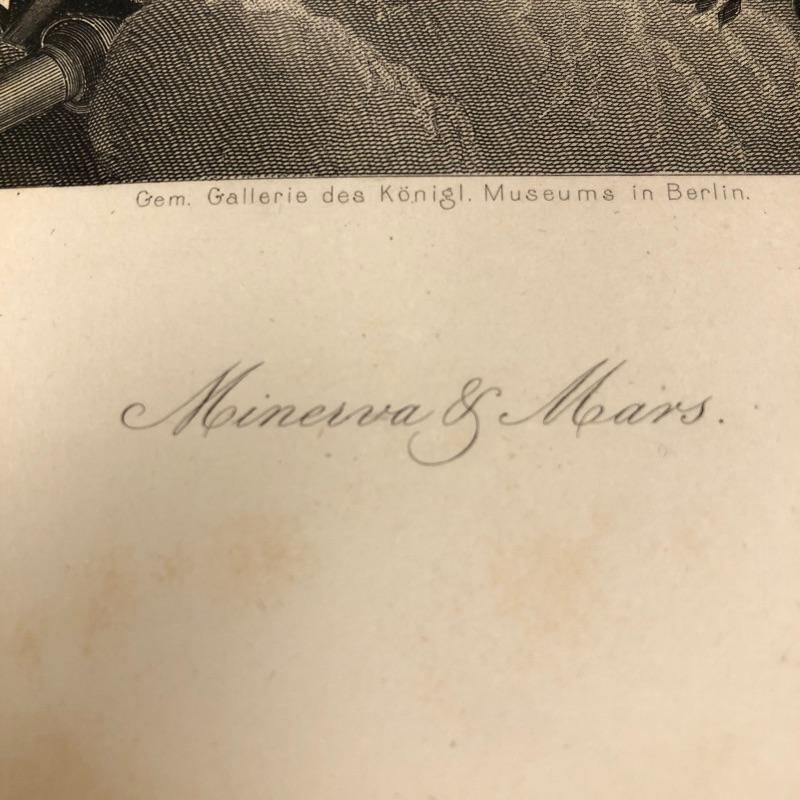 Gem. Gallerie des Königl. Museums in Berlin.
Minerva & Mars.